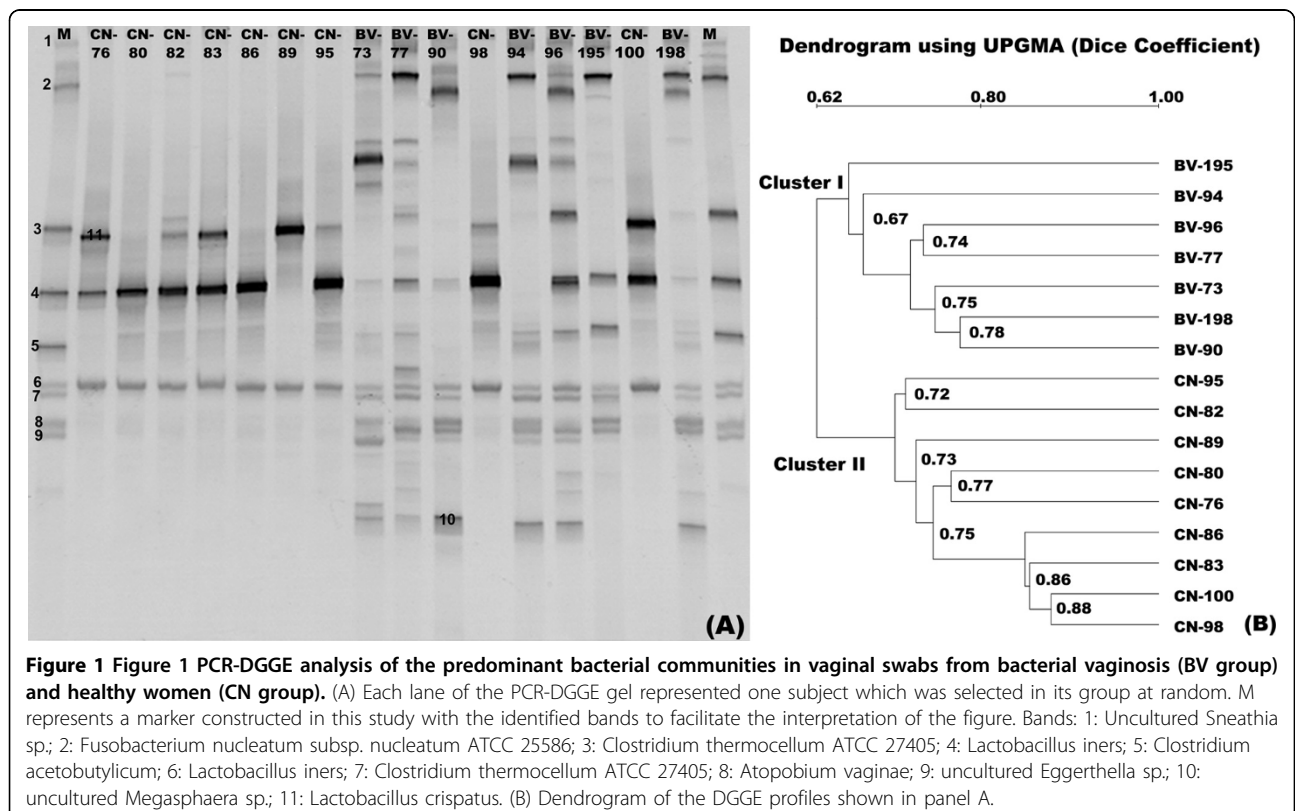 M CN- CN- CN- CN- CN- CN- CN- BV- BV- BV- CN- BV- BV- BV- CN- BV- M
76 80 82 83 86 89 95 73 77 90 98 94 96 195 100 198
1
2
3
11
4
5
6
7
8
9
10
(A)
Dendrogram using UPGMA (Dice Coefficient)
0.62 0.80 1.00
BV-195
Cluster I
BV-94
0.67
BV-96
0.74
BV-77
BV-73
0.75
BV-198
0.78
BV-90
CN-95
0.72
CN-82
CN-89
Cluster II
0.73
CN-80
0.77
CN-76
0.75
CN-86
CN-83
0.86
CN-100
0.88
CN-98
(B)
Figure 1 Figure 1 PCR-DGGE analysis of the predominant bacterial communities in vaginal swabs from bacterial vaginosis (BV group)
and healthy women (CN group). (A) Each lane of the PCR-DGGE gel represented one subject which was selected in its group at random. M
represents a marker constructed in this study with the identified bands to facilitate the interpretation of the figure. Bands: 1: Uncultured Sneathia
sp.; 2: Fusobacterium nucleatum subsp. nucleatum ATCC 25586; 3: Clostridium thermocellum ATCC 27405; 4: Lactobacillus iners; 5: Clostridium
acetobutylicum; 6: Lactobacillus iners; 7: Clostridium thermocellum ATCC 27405; 8: Atopobium vaginae; 9: uncultured Eggerthella sp.; 10:
uncultured Megasphaera sp.; 11: Lactobacillus crispatus. (B) Dendrogram of the DGGE profiles shown in panel A.